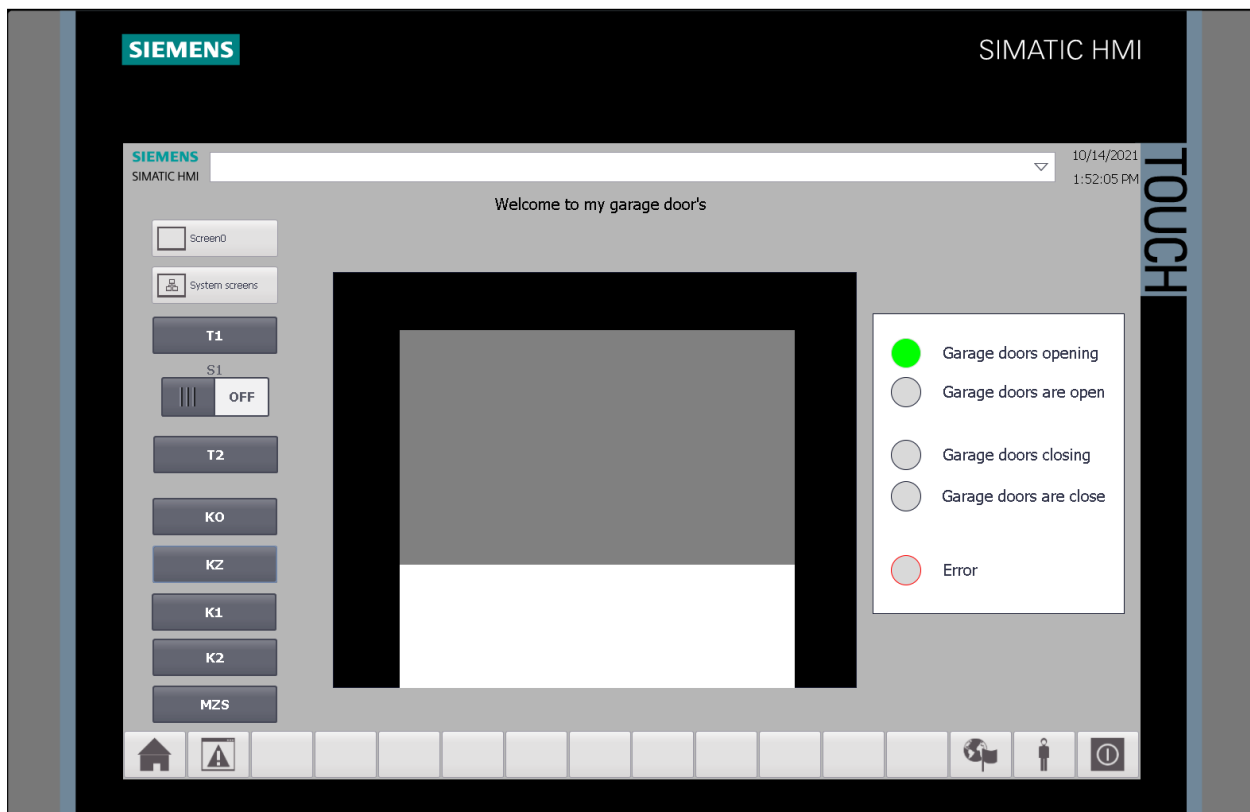 SIEMENS
SIMATIC HMI
TOUCH
SIEMENS
SIMATIC HMI
10/14/2021
1:52:05 PM
Welcome to my garage door's
Screen0
System screens
T1
S1
OFF
T2
KO
KZ
K1
K2
MZS
Garage doors opening
Garage doors are open
Garage doors closing
Garage doors are close
Error